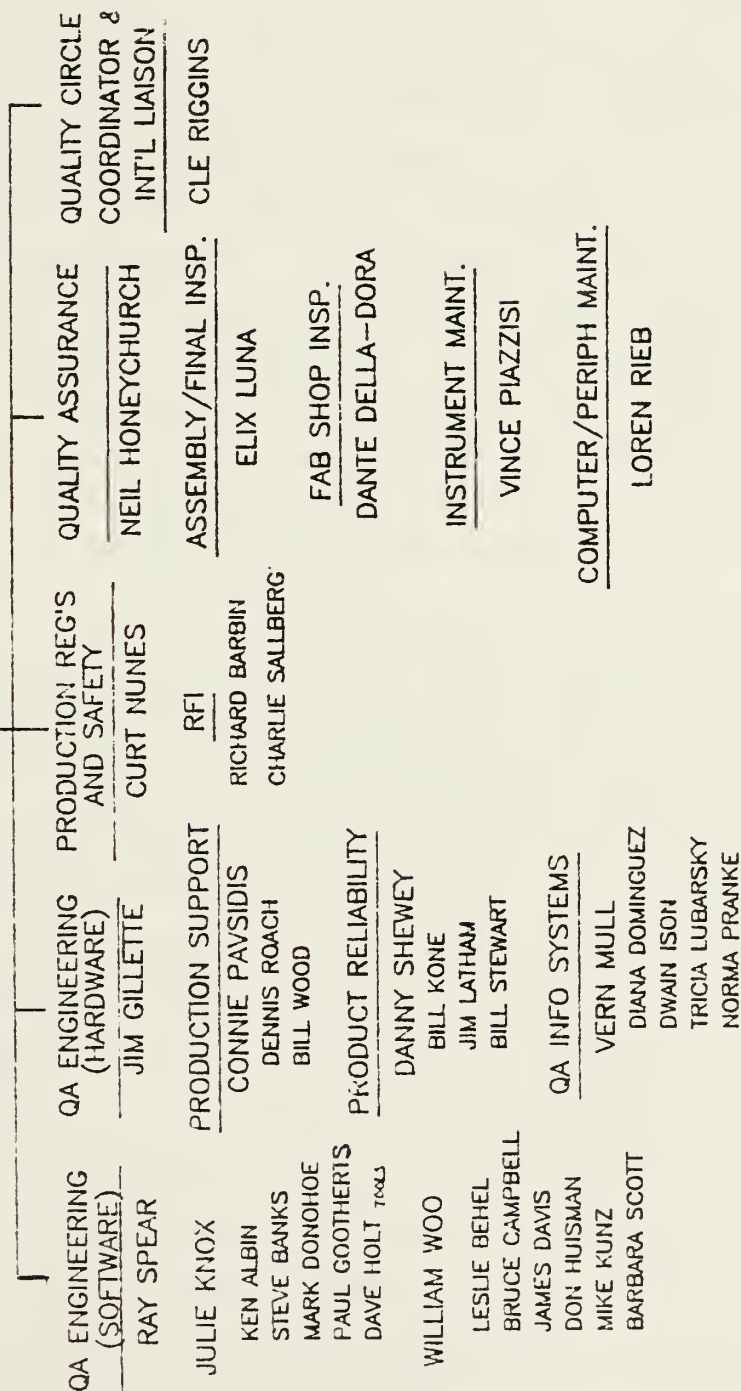 QA ENGINEERING
(SOFTWARE)
RAY SPEAR
JULIE KNOX
KEN ALBIN
STEVE BANKS
MARK DONOHOE
PAUL GOOTHERTS
DAVE HOLT TOOLS
WILLIAM WOO
LESLIE BEHEL
BRUCE CAMPBELL
JAMES DAVIS
DON HUISMAN
MIKE KUNZ
BARBARA SCOTT
QA ENGINEERING
(HARDWARE)
JIM GILLETTE
PRODUCTION SUPPORT
CONNIE PAVSIDIS
DENNIS ROACH
BILL WOOD
PRODUCT RELIABILITY
DANNY SHEWEY
BILL KONE
JIM LATHAM
BILL STEWART
QA INFO SYSTEMS
VERN MULL
DIANA DOMINGUEZ
DWAIN ISON
TRICIA LUBARSKY
NORMA PRANKE
PRODUCTION REG'S
AND SAFETY
CURT NUNES
RFI
RICHARD BARBIN
CHARLIE SALLBERG
QUALITY ASSURANCE
NEIL HONEYCHURCH
ASSEMBLY/FINAL INSP.
ELIX LUNA
FAB SHOP INSP.
DANTE DELLA-DORA
INSTRUMENT MAINT.
VINCE PIAZZISI
COMPUTER/PERIPH MAINT.
LOREN RIEB
QUALITY CIRCLE
COORDINATOR &
INT'L LIAISON
CLE RIGGINS